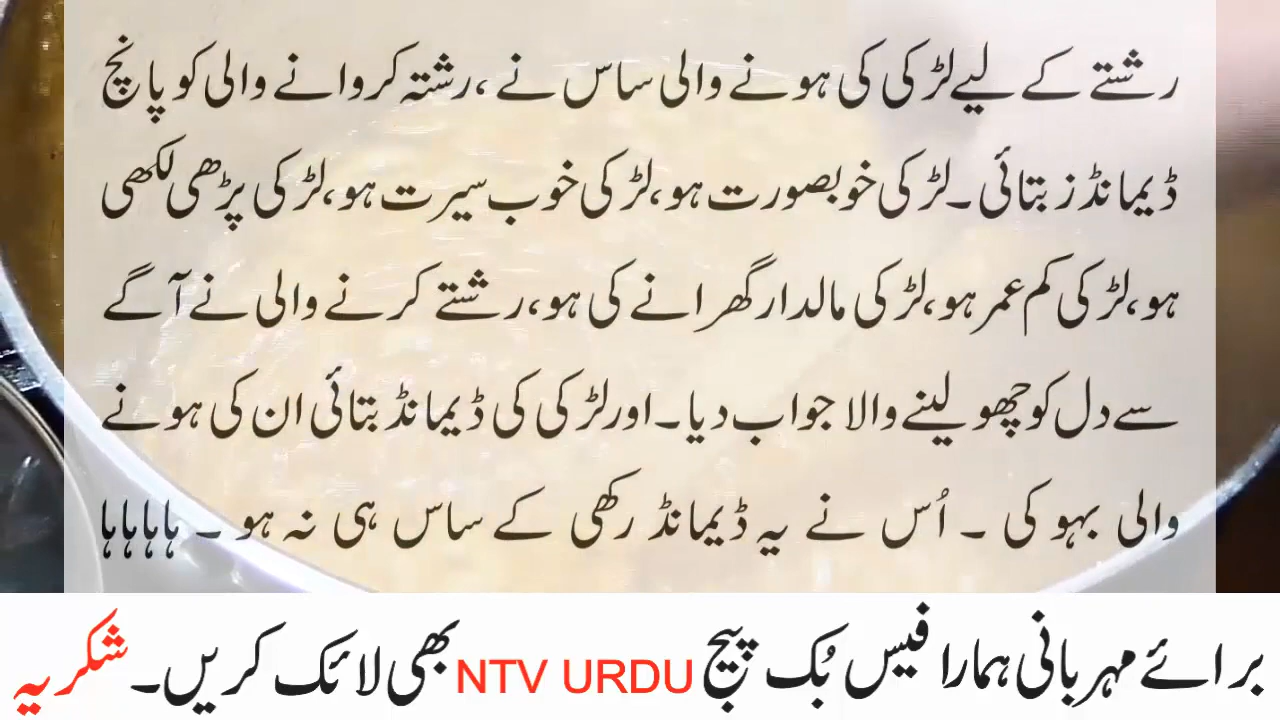 رشتے کے لیے لڑکی کی ہونے والی ساس نے ،رشتہ کروانے والی کو پانچ
ڈیمانڈز بتائی۔ لڑکی خوبصورت ہو،لڑکی خوب سیرت ہو،لڑکی پڑھی لکھی
ہو،لڑکی کم عمر ہو،لڑکی مالدار گھرانے کی ہو،رشتے کرنے والی نے آگے
سے دل کو چھو لینے والا جواب دیا۔اور لڑکی کی ڈیمانڈ بتائی ان کی ہونے
والی بہو کی ۔ اُس نے یہ ڈیمانڈ رکھی کے ساس ہی نہ ہو ۔ ہاہاہاہا
برائے مہربانی ہمارا فیس بُک پیج NTV URDU بھی لائک کریں۔ شکریہ